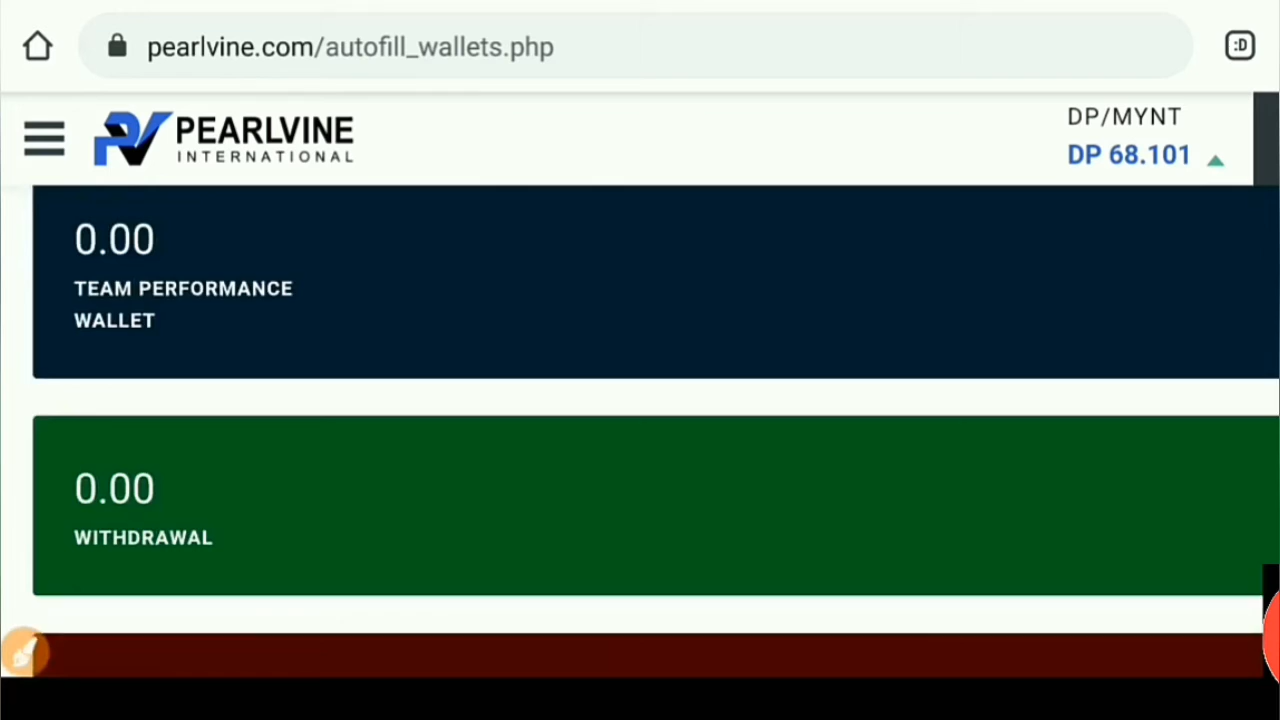 pearlvine.com/autofill_wallets.php
:D
PEARLVINE
INTERNATIONAL
DP/MYNT
DP 68.101
0.00
TEAM PERFORMANCE
WALLET
0.00
WITHDRAWAL